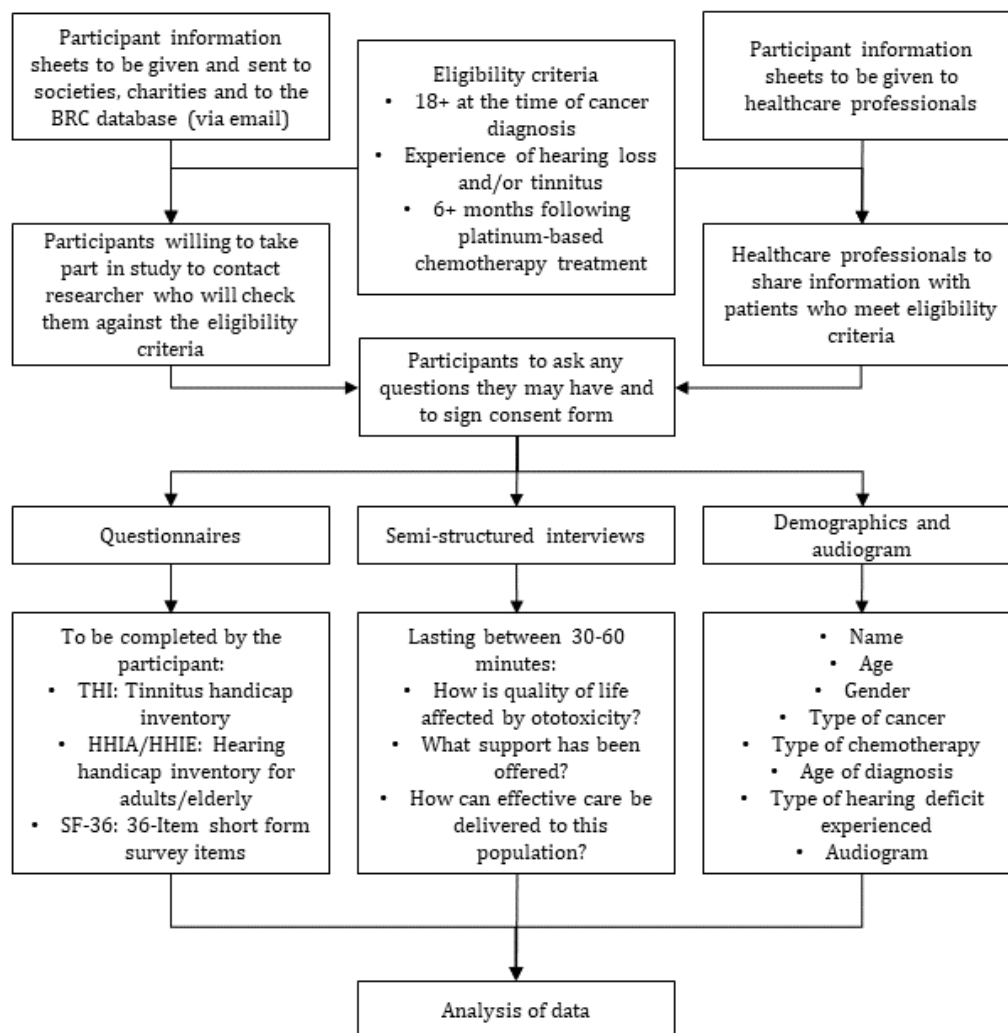 Participant information
sheets to be given and sent to
societies, charities and to the
BRC database (via email)
Eligibility criteria
• 18+ at the time of cancer
diagnosis
• Experience of hearing loss
and/or tinnitus
• 6+ months following
platinum-based
chemotherapy treatment
Participant information
sheets to be given to
healthcare professionals
Participants willing to take
part in study to contact
researcher who will check
them against the eligibility
criteria
Healthcare professionals to
share information with
patients who meet eligibility
criteria
Participants to ask any
questions they may have and
to sign consent form
Questionnaires
Semi-structured interviews
Demographics and
audiogram
To be completed by the
participant:
• THI: Tinnitus handicap
inventory
• HHIA/HHIE: Hearing
handicap inventory for
adults/elderly
• SF-36: 36-Item short form
survey items
Lasting between 30-60
minutes:
• How is quality of life
affected by ototoxicity?
• What support has been
offered?
• How can effective care be
delivered to this
population?
• Name
• Age
• Gender
• Type of cancer
• Type of chemotherapy
• Age of diagnosis
• Type of hearing deficit
experienced
• Audiogram
Analysis of data